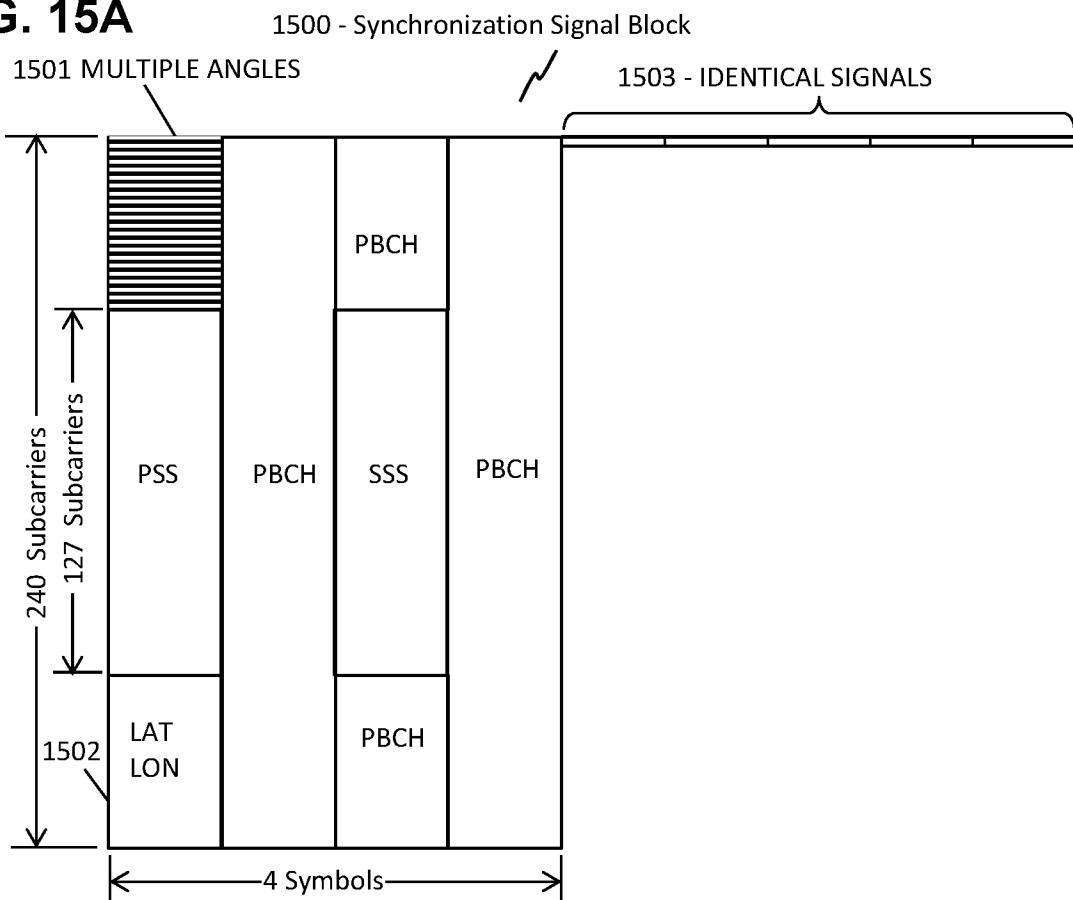 G. 15A
1500 - Synchronization Signal Block
1501 MULTIPLE ANGLES
1503 - IDENTICAL SIGNALS
PBCH
240 Subcarriers
127 Subcarriers
PSS
PBCH
SSS
PBCH
1502
LAT
LON
PBCH
4 Symbols